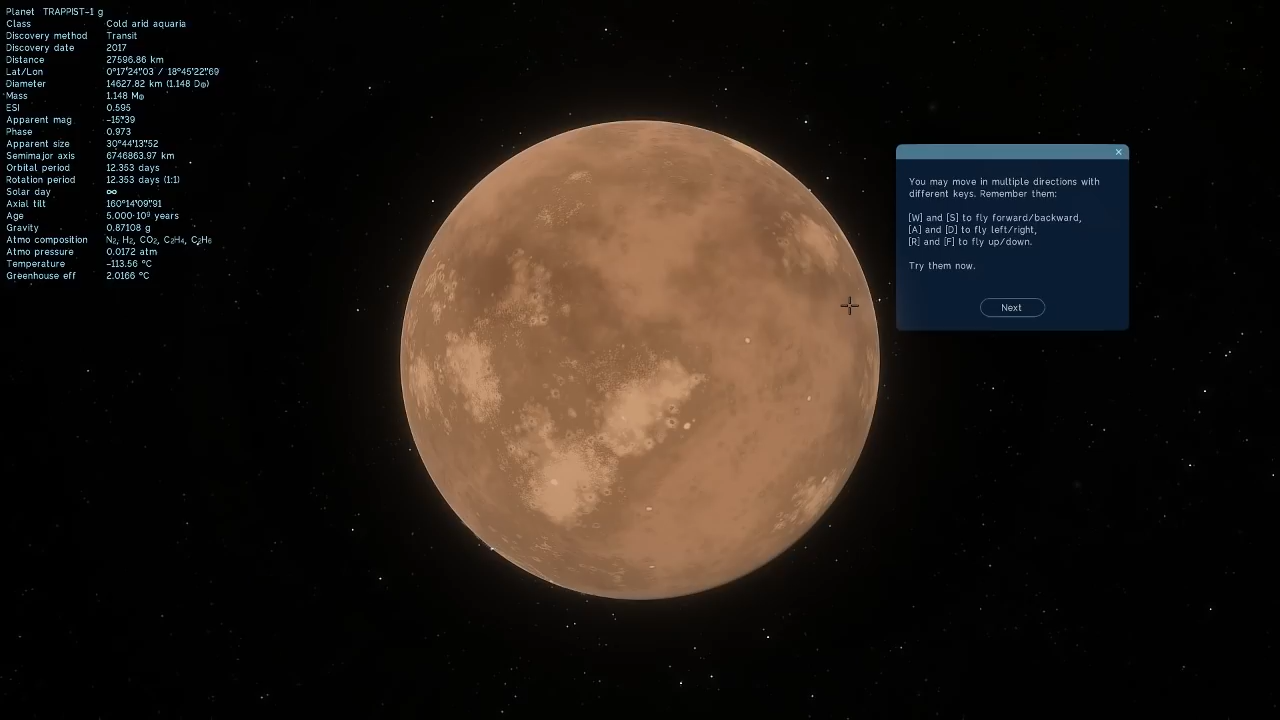 Planet TRAPPIST-1 g
Class Cold arid aquaria
Discovery method Transit
Discovery date 2017
Distance 27596.86 km
Lat/Lon 0°17'24."03 / 18°45'22."69
Diameter 14627.82 km (1.148 D⊕)
Mass 1.148 M⊕
ESI 0.595
Apparent mag -15.m39
Phase 0.973
Apparent size 30°44'13."52
Semimajor axis 6746863.97 km
Orbital period 12.353 days
Rotation period 12.353 days (1:1)
Solar day ∞
Axial tilt 160°14'09."91
Age 5.000·10⁹ years
Gravity 0.87108 g
Atmo composition N₂, H₂, CO₂, C₂H₄, C₂H₆
Atmo pressure 0.0172 atm
Temperature -113.56 °C
Greenhouse eff 2.0166 °C
You may move in multiple directions with
different keys. Remember them:
[W] and [S] to fly forward/backward,
[A] and [D] to fly left/right,
[R] and [F] to fly up/down.
Try them now.
Next